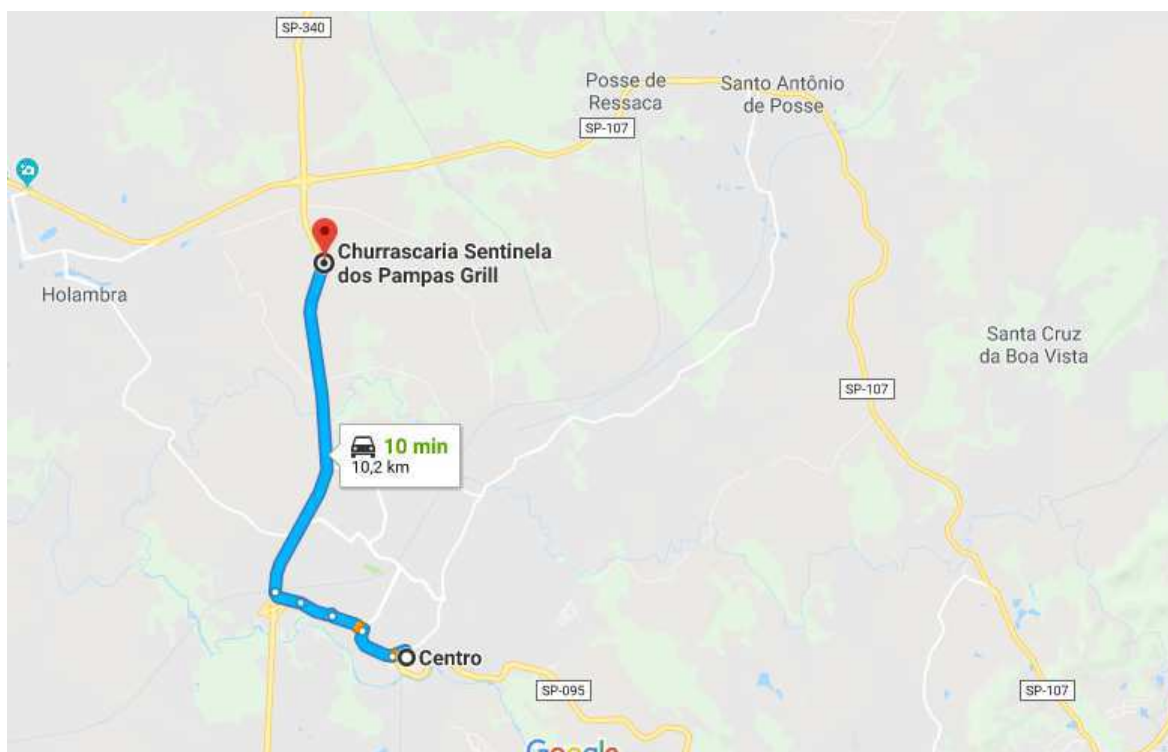 SP-340
Posse de
Ressaca
Santo Antônio
de Posse
SP-107
Churrascaria Sentinela
dos Pampas Grill
Holambra
Santa Cruz
da Boa Vista
SP-107
10 min
10,2 km
Centro
SP-095
SP-107
Google